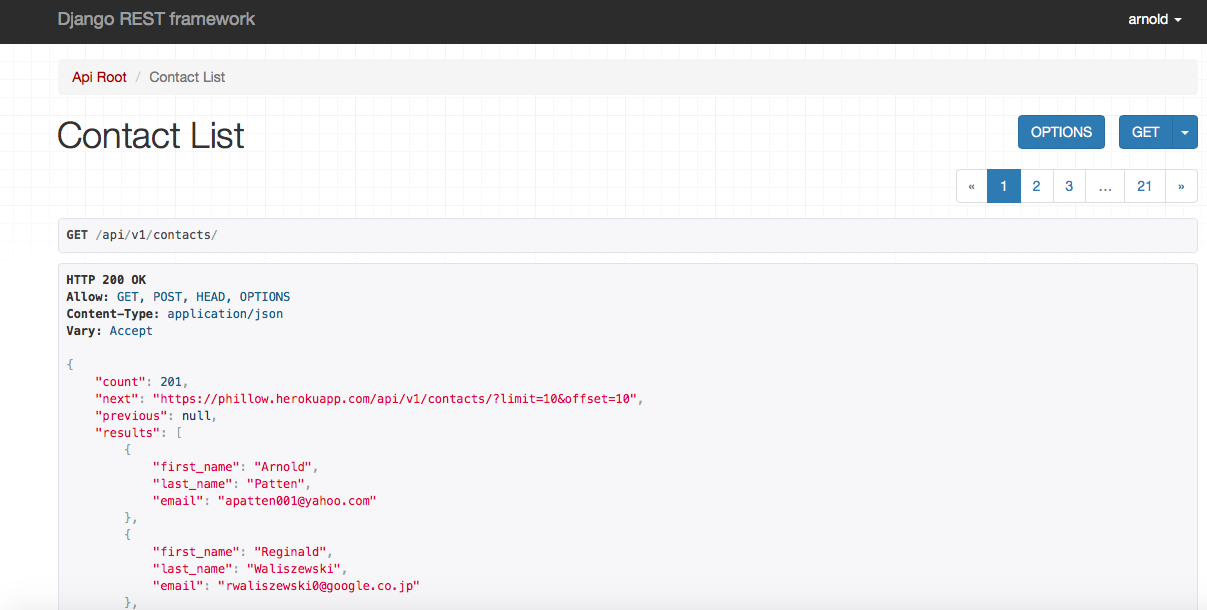 Django REST framework
arnold
Api Root / Contact List
Contact List
OPTIONS
GET
« 1 2 3 … 21 »
GET /api/v1/contacts/
HTTP 200 OK
Allow: GET, POST, HEAD, OPTIONS
Content-Type: application/json
Vary: Accept
{
    "count": 201,
    "next": "https://phillow.herokuapp.com/api/v1/contacts/?limit=10&offset=10",
    "previous": null,
    "results": [
        {
            "first_name": "Arnold",
            "last_name": "Patten",
            "email": "apatten001@yahoo.com"
        },
        {
            "first_name": "Reginald",
            "last_name": "Waliszewski",
            "email": "rwaliszewski0@google.co.jp"
        },